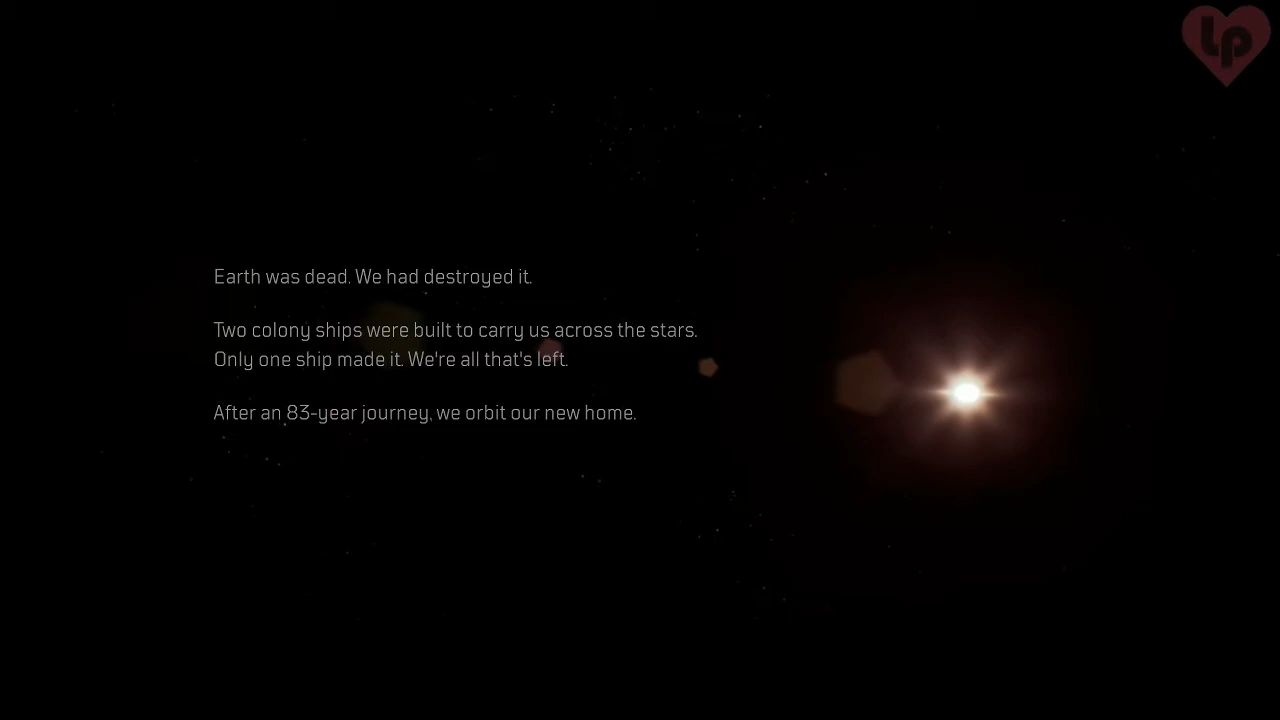 Lp
Earth was dead. We had destroyed it.
Two colony ships were built to carry us across the stars.
Only one ship made it. We're all that's left.
After an 83-year journey, we orbit our new home.